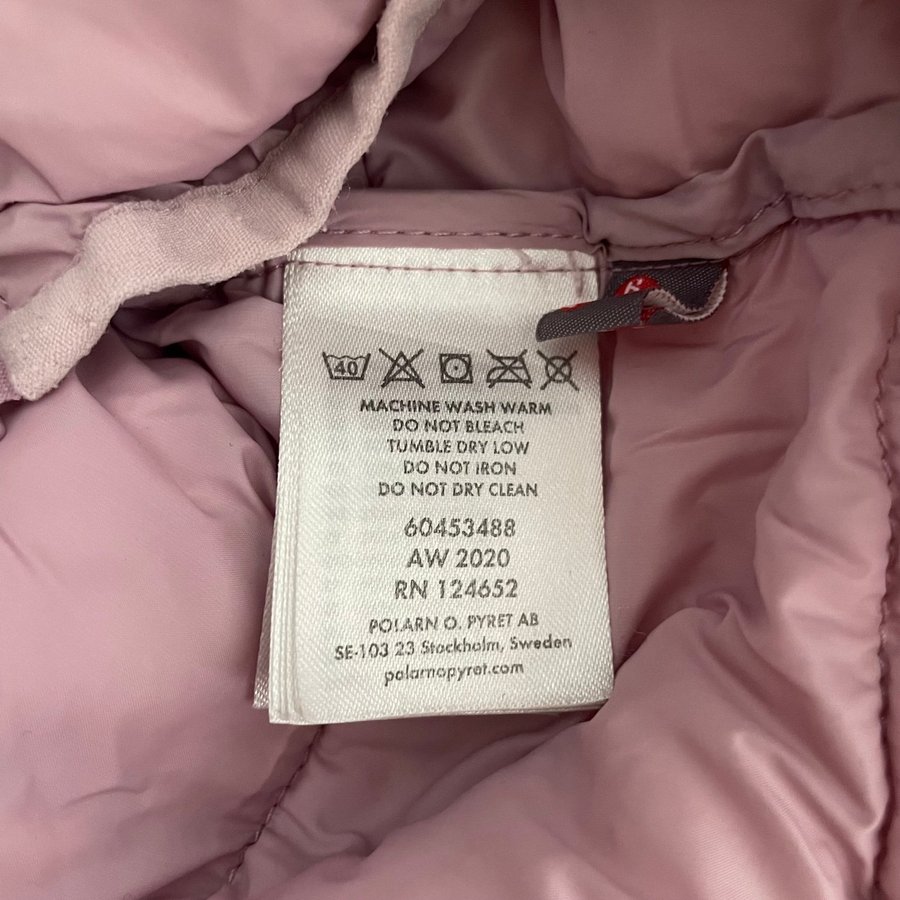 40
MACHINE WASH WARM
DO NOT BLEACH
TUMBLE DRY LOW
DO NOT IRON
DO NOT DRY CLEAN
60453488
AW 2020
RN 124652
POLARN O. PYRET AB
SE-103 23 Stockholm, Sweden
polarnopyret.com